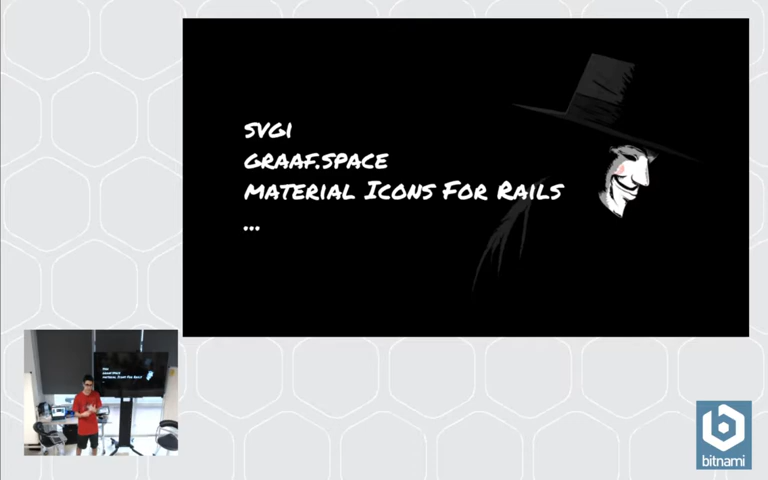 SVGI
GRAAF.SPACE
MATERIAL ICONS FOR RAILS
...
bitnami